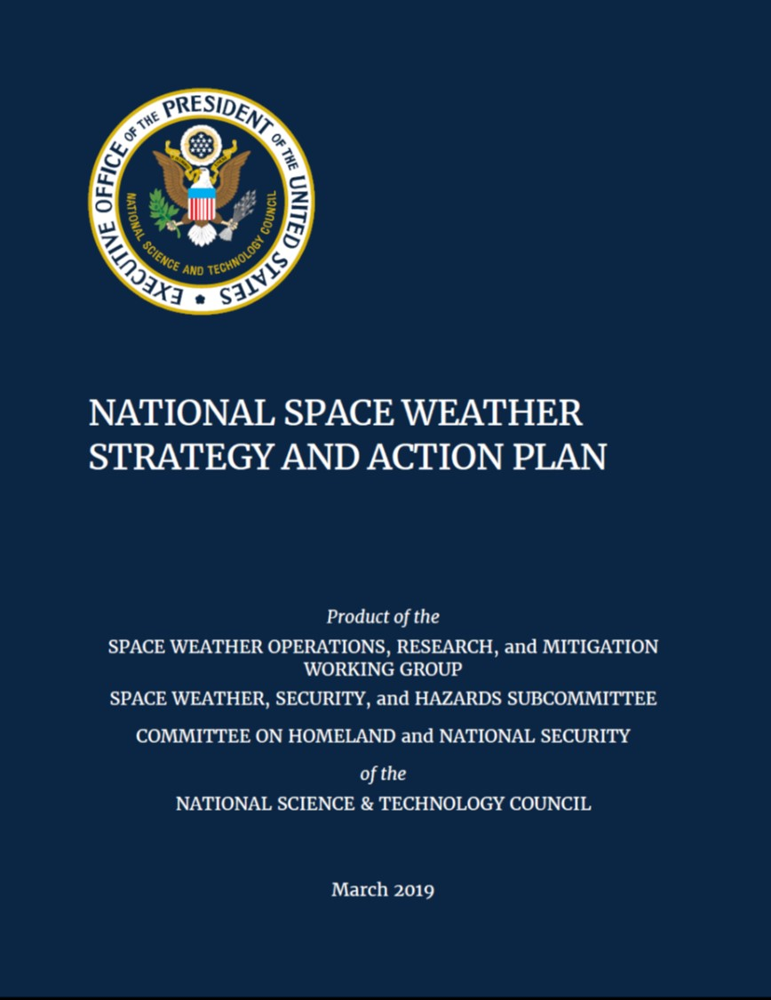 EXECUTIVE OFFICE OF THE PRESIDENT OF THE UNITED STATES
NATIONAL SCIENCE AND TECHNOLOGY COUNCIL
NATIONAL SPACE WEATHER
STRATEGY AND ACTION PLAN
Product of the
SPACE WEATHER OPERATIONS, RESEARCH, and MITIGATION
WORKING GROUP
SPACE WEATHER, SECURITY, and HAZARDS SUBCOMMITTEE
COMMITTEE ON HOMELAND and NATIONAL SECURITY
of the
NATIONAL SCIENCE & TECHNOLOGY COUNCIL
March 2019